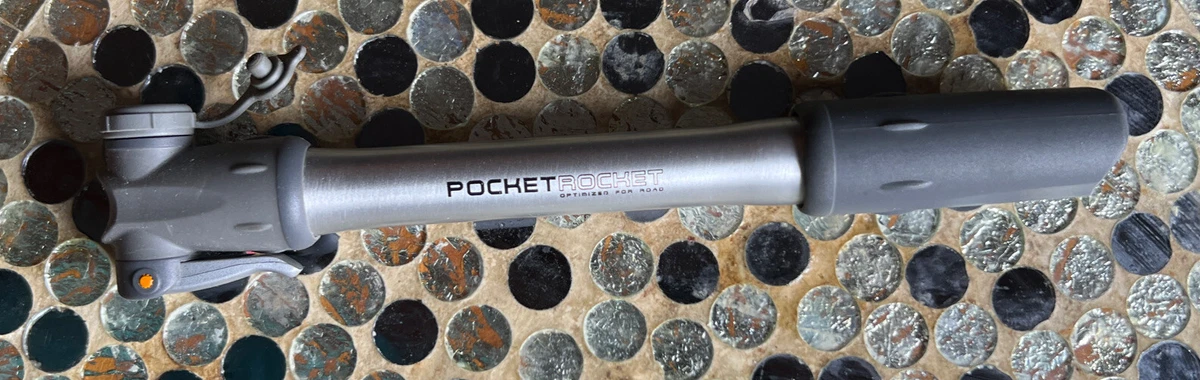 POCKETROCKET
OPTIMIZED FOR ROAD